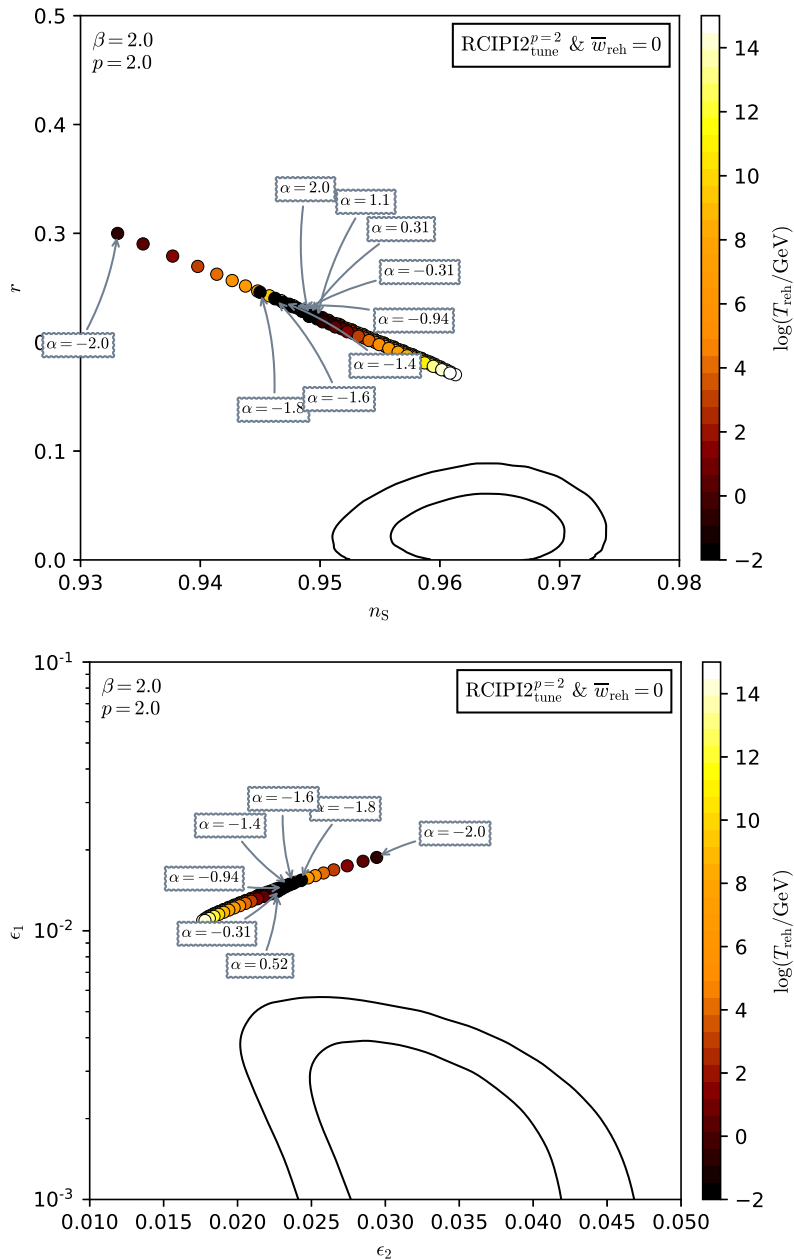 0.5
0.4
0.3
0.1
0.0
r
β = 2.0
p = 2.0
RCIPI2^{p=2}_{tune} & w̅_{reh} = 0
α = 2.0
α = 1.1
α = 0.31
α = −0.31
α = −0.94
α = −2.0
α = −1.4
α = −1.6
α = −1.8
0.93
0.94
0.95
0.96
0.97
0.98
n_S
14
12
10
8
6
4
2
0
−2
log(T_{reh}/GeV)
10^{-1}
10^{-2}
10^{-3}
ϵ_1
β = 2.0
p = 2.0
RCIPI2^{p=2}_{tune} & w̅_{reh} = 0
α = −1.6
α = −1.8
α = −1.4
α = −2.0
α = −0.94
α = −0.31
α = 0.52
0.010
0.015
0.020
0.025
0.030
0.035
0.040
0.045
0.050
ϵ_2
14
12
10
8
6
4
2
0
−2
log(T_{reh}/GeV)